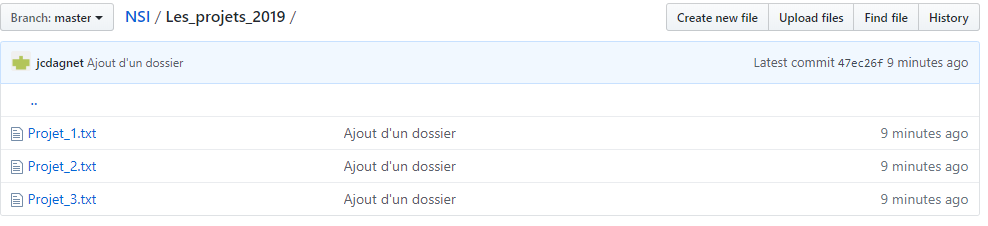 Branch: master NSI / Les_projets_2019 / Create new file Upload files Find file History
jcdagnet Ajout d'un dossier Latest commit 47ec26f 9 minutes ago
..
Projet_1.txt Ajout d'un dossier 9 minutes ago
Projet_2.txt Ajout d'un dossier 9 minutes ago
Projet_3.txt Ajout d'un dossier 9 minutes ago